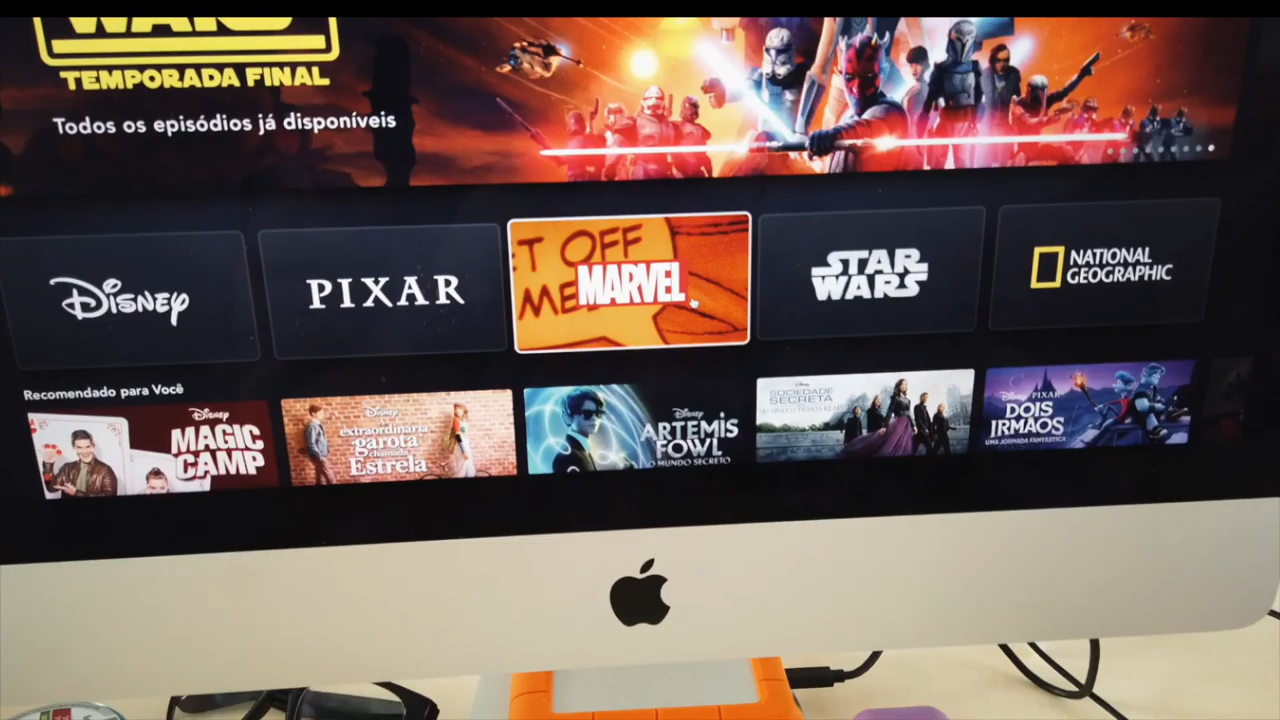 WARS
TEMPORADA FINAL
Todos os episódios já disponíveis
Disney
PIXAR
ET OFF
ME
MARVEL
STAR
WARS
NATIONAL
GEOGRAPHIC
Recomendado para Você
Disney
MAGIC
CAMP
Disney
a extraordinária
garota
chamada
Estrela
Disney
ARTEMIS
FOWL
O MUNDO SECRETO
Disney
SOCIEDADE
SECRETA
Disney PIXAR
DOIS
IRMÃOS
UMA JORNADA FANTÁSTICA